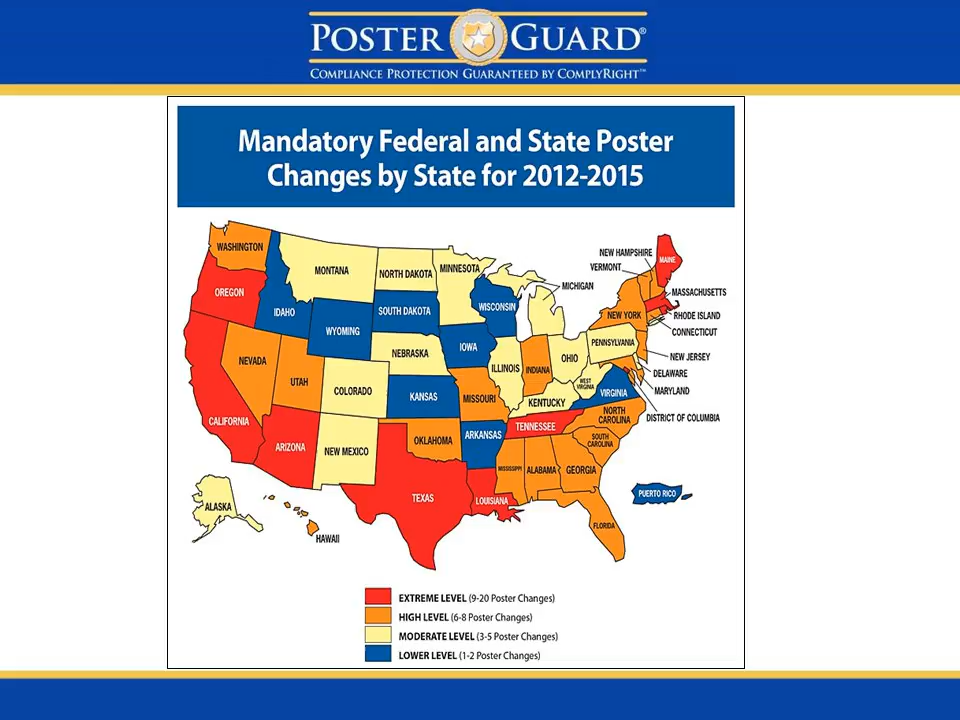 POSTER GUARD®
COMPLIANCE PROTECTION GUARANTEED BY COMPLYRIGHT™
Mandatory Federal and State Poster
Changes by State for 2012-2015
WASHINGTON
OREGON
IDAHO
MONTANA
NORTH DAKOTA
MINNESOTA
SOUTH DAKOTA
WYOMING
WISCONSIN
MICHIGAN
NEW HAMPSHIRE
VERMONT
MAINE
MASSACHUSETTS
NEW YORK
RHODE ISLAND
CONNECTICUT
PENNSYLVANIA
NEW JERSEY
DELAWARE
MARYLAND
DISTRICT OF COLUMBIA
NEVADA
UTAH
COLORADO
NEBRASKA
IOWA
ILLINOIS
INDIANA
OHIO
WEST
VIRGINIA
VIRGINIA
KENTUCKY
KANSAS
MISSOURI
CALIFORNIA
ARIZONA
NEW MEXICO
OKLAHOMA
ARKANSAS
TENNESSEE
NORTH
CAROLINA
SOUTH
CAROLINA
MISSISSIPPI
ALABAMA
GEORGIA
TEXAS
LOUISIANA
FLORIDA
PUERTO RICO
ALASKA
HAWAII
EXTREME LEVEL (9-20 Poster Changes)
HIGH LEVEL (6-8 Poster Changes)
MODERATE LEVEL (3-5 Poster Changes)
LOWER LEVEL (1-2 Poster Changes)